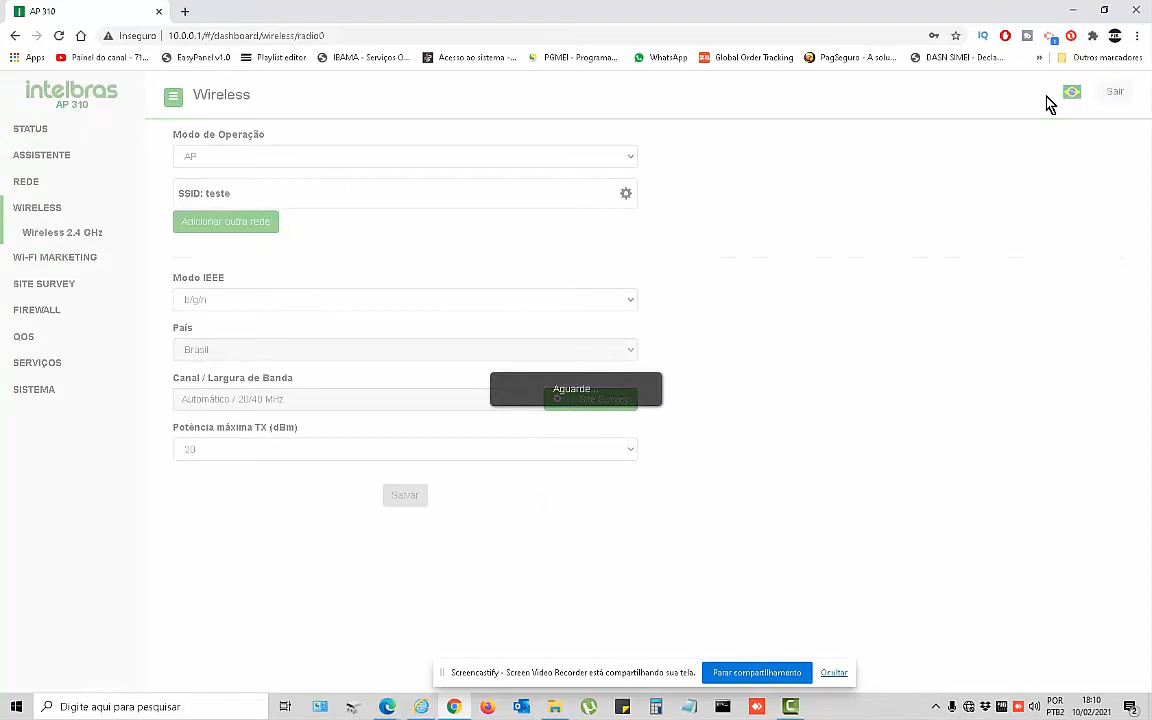 AP 310
Inseguro | 10.0.0.1/#/dashboard/wireless/radio0
Apps
Painel do canal - 71...
EasyPanel v1.0
Playlist editor
IBAMA - Serviços O...
Acesso ao sistema -...
PGMEI - Programa...
WhatsApp
Global Order Tracking
PagSeguro - A solu...
DASN SIMEI - Decla...
»
Outros marcadores
intelbras
AP 310
Wireless
Sair
STATUS
ASSISTENTE
REDE
WIRELESS
Wireless 2.4 GHz
WI-FI MARKETING
SITE SURVEY
FIREWALL
QOS
SERVIÇOS
SISTEMA
Modo de Operação
AP
SSID: teste
Adicionar outra rede
Modo IEEE
b/g/n
País
Brasil
Canal / Largura de Banda
Automático / 20/40 MHz
Site Survey
Aguarde...
Potência máxima TX (dBm)
20
Salvar
Screencastify - Screen Video Recorder está compartilhando sua tela.
Parar compartilhamento
Ocultar
Digite aqui para pesquisar
POR
PTB2
18:10
10/02/2021